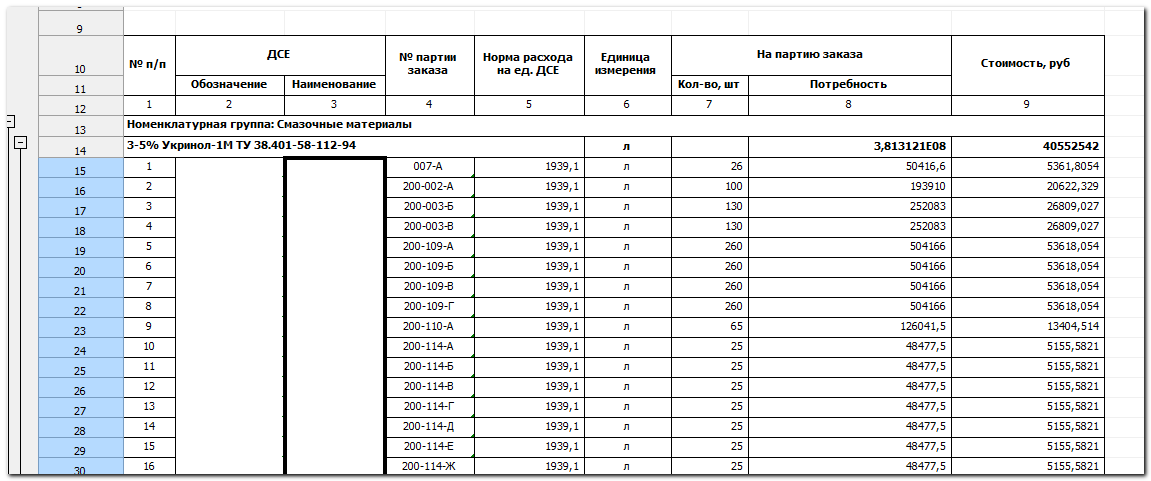 9
10 № п/п ДСЕ № партии заказа Норма расхода на ед. ДСЕ Единица измерения На партию заказа Стоимость, руб
11 Обозначение Наименование Кол-во, шт Потребность
12 1 2 3 4 5 6 7 8 9
13 Номенклатурная группа: Смазочные материалы
14 3-5% Укринол-1М ТУ 38.401-58-112-94 л 3,813121E08 40552542
15 1 007-А 1939,1 л 26 50416,6 5361,8054
16 2 200-002-А 1939,1 л 100 193910 20622,329
17 3 200-003-Б 1939,1 л 130 252083 26809,027
18 4 200-003-В 1939,1 л 130 252083 26809,027
19 5 200-109-А 1939,1 л 260 504166 53618,054
20 6 200-109-Б 1939,1 л 260 504166 53618,054
21 7 200-109-В 1939,1 л 260 504166 53618,054
22 8 200-109-Г 1939,1 л 260 504166 53618,054
23 9 200-110-А 1939,1 л 65 126041,5 13404,514
24 10 200-114-А 1939,1 л 25 48477,5 5155,5821
25 11 200-114-Б 1939,1 л 25 48477,5 5155,5821
26 12 200-114-В 1939,1 л 25 48477,5 5155,5821
27 13 200-114-Г 1939,1 л 25 48477,5 5155,5821
28 14 200-114-Д 1939,1 л 25 48477,5 5155,5821
29 15 200-114-Е 1939,1 л 25 48477,5 5155,5821
30 16 200-114-Ж 1939,1 л 25 48477,5 5155,5821